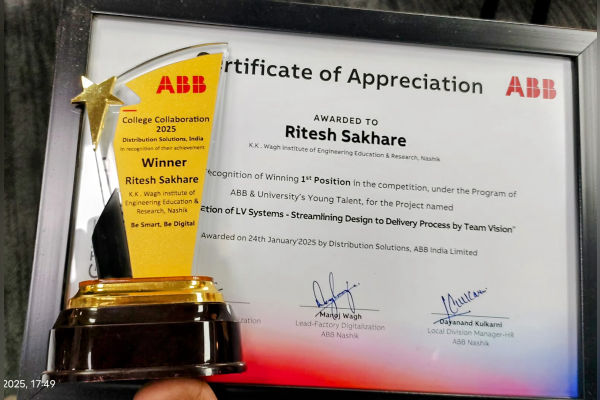 ABB
College Collaboration
2025
Distribution Solutions, India
in recognition of their achievement
Winner
Ritesh Sakhare
K.K. Wagh institute of
Engineering Education &
Research, Nashik
Be Smart, Be Digital
ertificate of Appreciation
ABB
AWARDED TO
Ritesh Sakhare
K.K. Wagh Institute of Engineering Education & Research, Nashik
ecognition of Winning 1st Position in the competition, under the Program of
ABB & University's Young Talent, for the Project named
tion of LV Systems - Streamlining Design to Delivery Process by Team Vision"
Awarded on 24th January'2025 by Distribution Solutions, ABB India Limited
Manoj Wagh
Lead-Factory Digitalization
ABB Nashik
Dayanand Kulkarni
Local Division Manager-HR
ABB Nashik
2025, 17:49